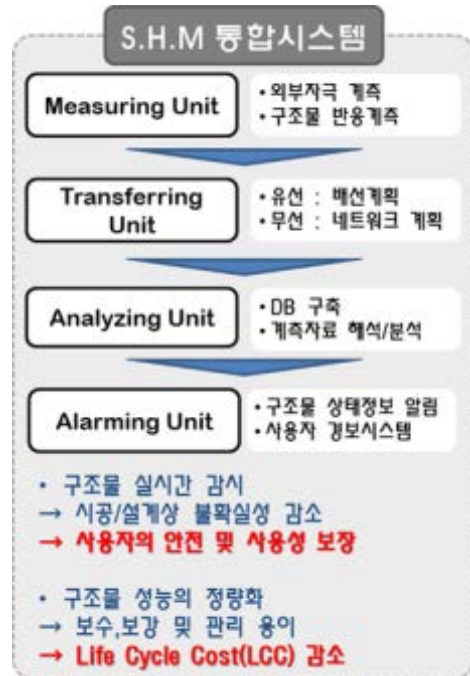 S.H.M 통합시스템
Measuring Unit
• 외부자극 계측
• 구조물 반응계측
Transferring
Unit
• 유선 : 배선계획
• 무선 : 네트워크 계획
Analyzing Unit
• DB 구축
• 계측자료 해석/분석
Alarming Unit
• 구조물 상태정보 알림
• 사용자 경보시스템
• 구조물 실시간 감시
→ 시공/설계상 불확실성 감소
→ 사용자의 안전 및 사용성 보장
• 구조물 성능의 정량화
→ 보수,보강 및 관리 용이
→ Life Cycle Cost(LCC) 감소